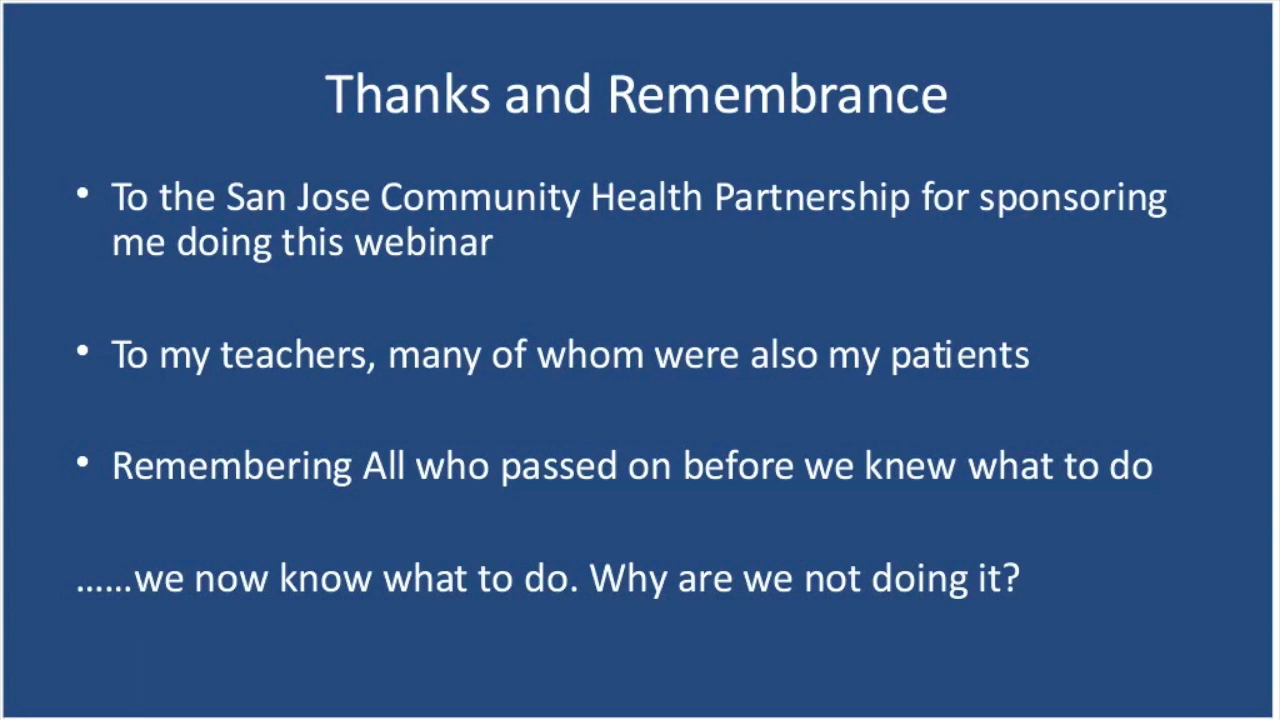 Thanks and Remembrance
• To the San Jose Community Health Partnership for sponsoring
me doing this webinar
• To my teachers, many of whom were also my patients
• Remembering All who passed on before we knew what to do
......we now know what to do. Why are we not doing it?